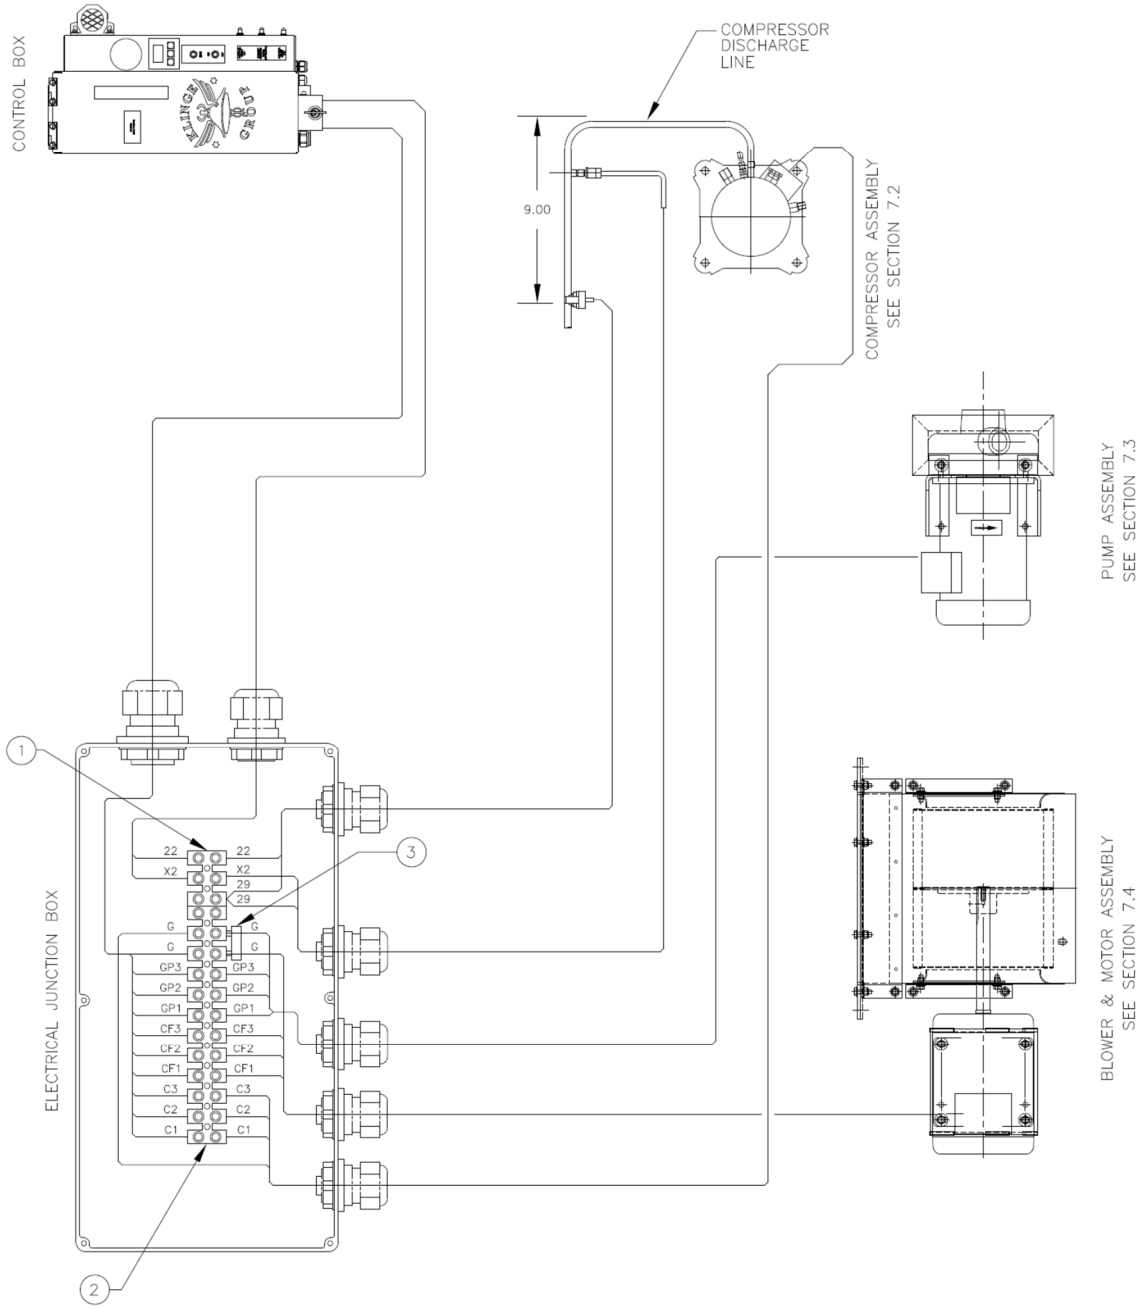 CONTROL BOX
KLINGE
GROUP
COMPRESSOR
DISCHARGE
LINE
9.00
COMPRESSOR ASSEMBLY
SEE SECTION 7.2
PUMP ASSEMBLY
SEE SECTION 7.3
BLOWER & MOTOR ASSEMBLY
SEE SECTION 7.4
ELECTRICAL JUNCTION BOX
1
3
22 22
X2 X2
29
29
G G
G G
GP3 GP3
GP2 GP2
GP1 GP1
CF3 CF3
CF2 CF2
CF1 CF1
C3 C3
C2 C2
C1 C1
2